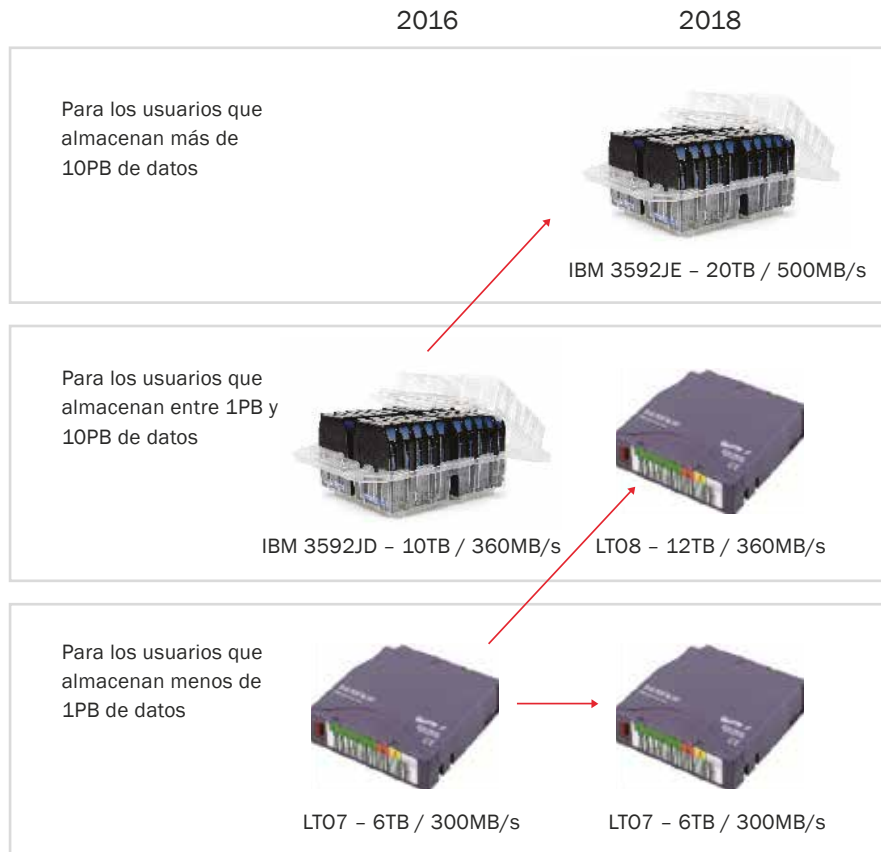 2016 2018
Para los usuarios que
almacenan más de
10PB de datos
IBM 3592JE – 20TB / 500MB/s
Para los usuarios que
almacenan entre 1PB y
10PB de datos
IBM 3592JD – 10TB / 360MB/s
LTO8 – 12TB / 360MB/s
Para los usuarios que
almacenan menos de
1PB de datos
LTO7 – 6TB / 300MB/s
LTO7 – 6TB / 300MB/s